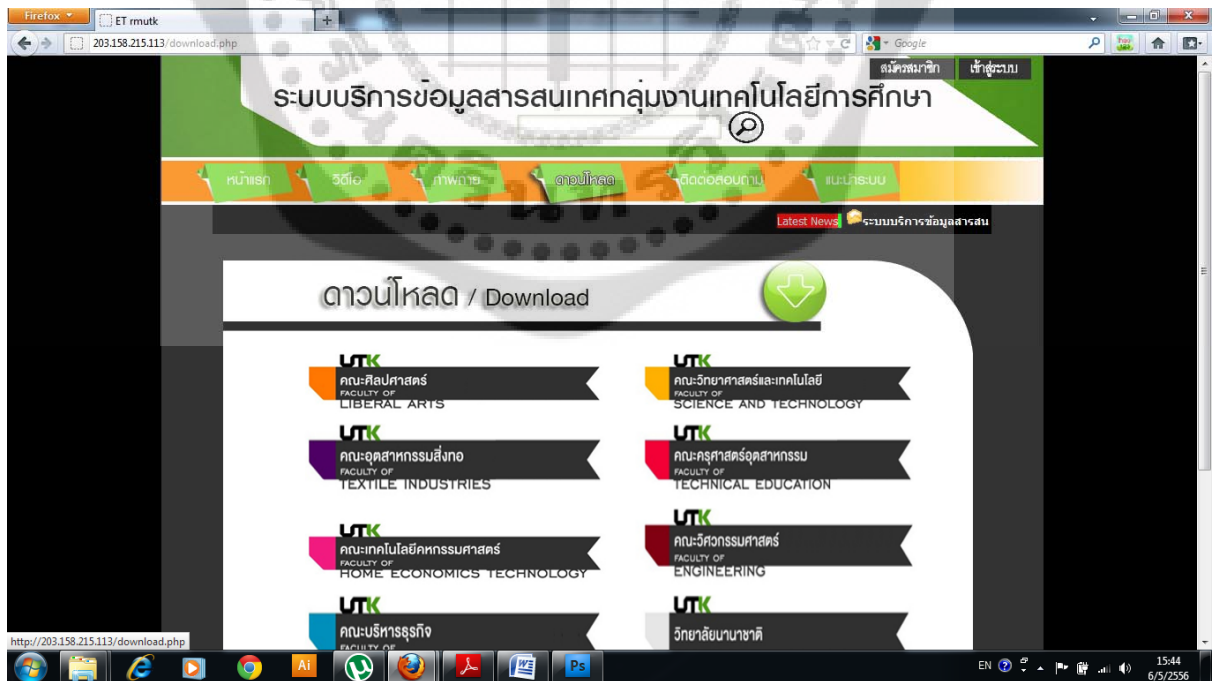 Firefox
ET rmutk
203.158.215.113/download.php
Google
สมัครสมาชิก เข้าสู่ระบบ
ระบบบริการข้อมูลสารสนเทศกลุ่มงานเทคโนโลยีการศึกษา
หน้าแรก วิดีโอ ภาพถ่าย ดาวน์โหลด ติดต่อสอบถาม แนะนำระบบ
Latest News ระบบบริการข้อมูลสารสน
ดาวน์โหลด / Download
UTK
คณะศิลปศาสตร์
FACULTY OF
LIBERAL ARTS
UTK
คณะวิทยาศาสตร์และเทคโนโลยี
FACULTY OF
SCIENCE AND TECHNOLOGY
UTK
คณะอุตสาหกรรมสิ่งทอ
FACULTY OF
TEXTILE INDUSTRIES
UTK
คณะครุศาสตร์อุตสาหกรรม
FACULTY OF
TECHNICAL EDUCATION
UTK
คณะเทคโนโลยีคหกรรมศาสตร์
FACULTY OF
HOME ECONOMICS TECHNOLOGY
UTK
คณะวิศวกรรมศาสตร์
FACULTY OF
ENGINEERING
UTK
คณะบริหารธุรกิจ
FACULTY OF
UTK
วิทยาลัยนานาชาติ
http://203.158.215.113/download.php
Ai
Ps
EN
15:44
6/5/2556